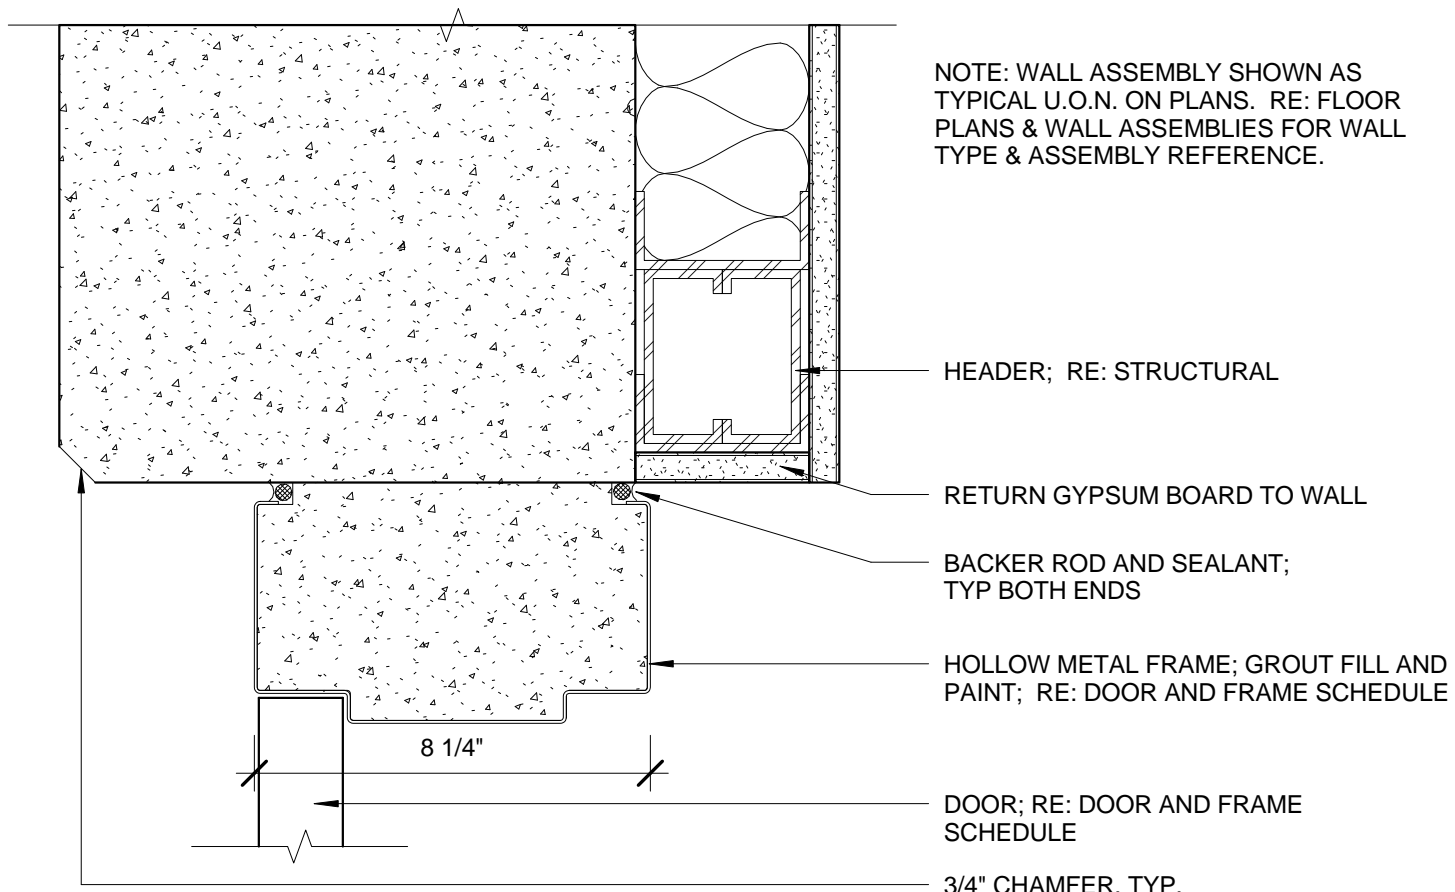 NOTE: WALL ASSEMBLY SHOWN AS
TYPICAL U.O.N. ON PLANS. RE: FLOOR
PLANS & WALL ASSEMBLIES FOR WALL
TYPE & ASSEMBLY REFERENCE.
HEADER; RE: STRUCTURAL
RETURN GYPSUM BOARD TO WALL
BACKER ROD AND SEALANT;
TYP BOTH ENDS
HOLLOW METAL FRAME; GROUT FILL AND
PAINT; RE: DOOR AND FRAME SCHEDULE
8 1/4"
DOOR; RE: DOOR AND FRAME
SCHEDULE
3/4" CHAMFER, TYP.